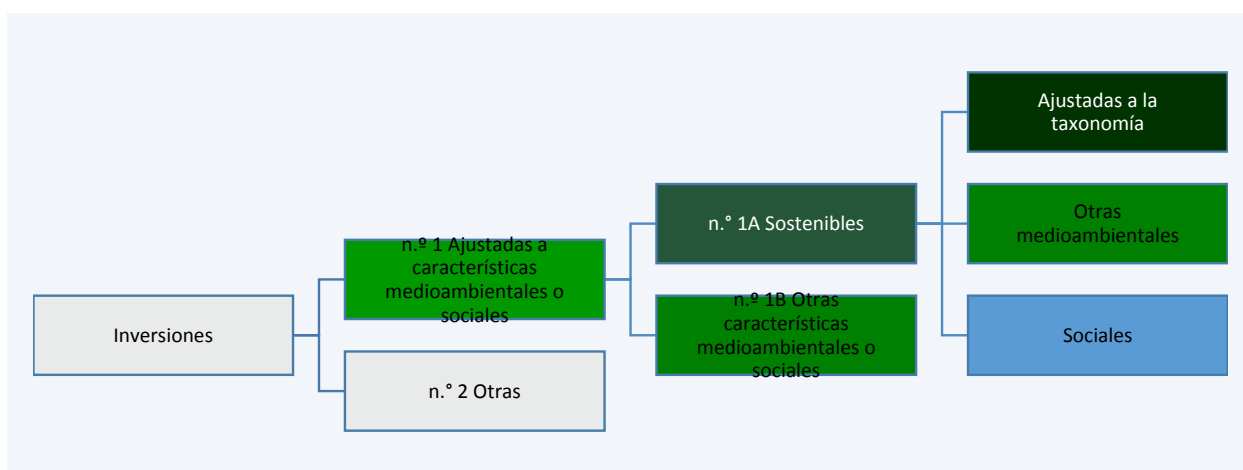 Inversiones
n.º 1 Ajustadas a
características
medioambientales o
sociales
n.° 2 Otras
n.° 1A Sostenibles
n.º 1B Otras
características
medioambientales o
sociales
Ajustadas a la
taxonomía
Otras
medioambientales
Sociales